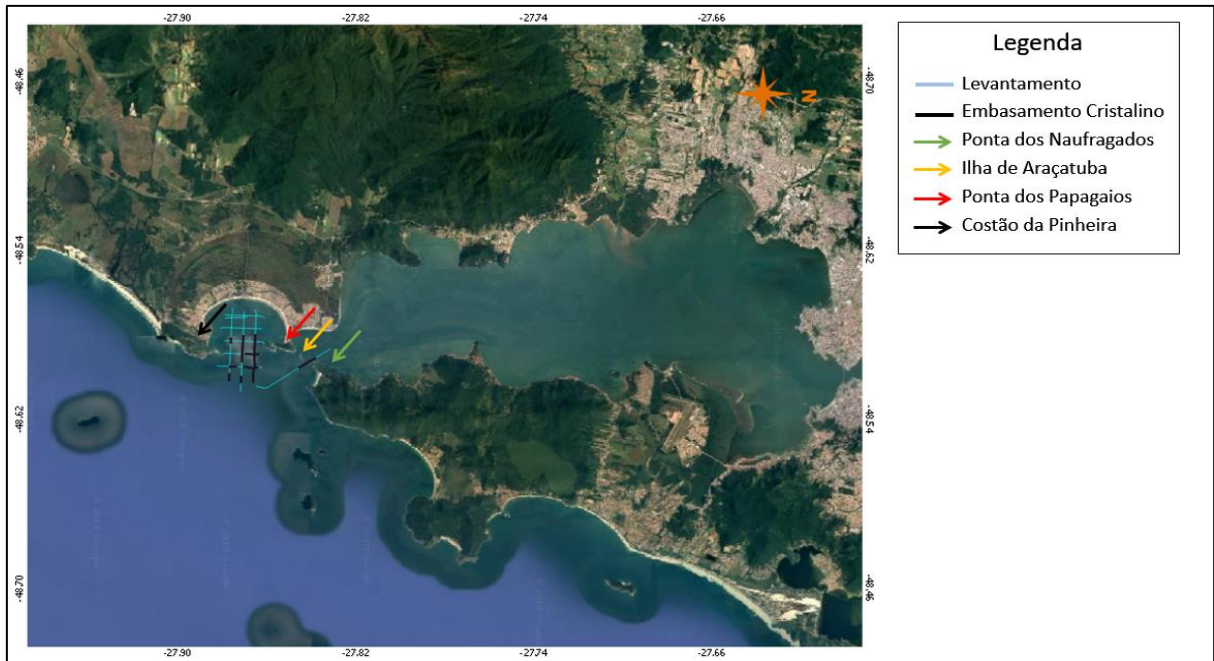 -27.90 -27.82 -27.74 -27.66
Legenda
Levantamento
Embasamento Cristalino
Ponta dos Naufragados
Ilha de Araçatuba
Ponta dos Papagaios
Costão da Pinheira
N
-48.46 -48.70
-48.54 -48.62
-48.62 -48.54
-48.70 -48.46
-27.90 -27.82 -27.74 -27.66